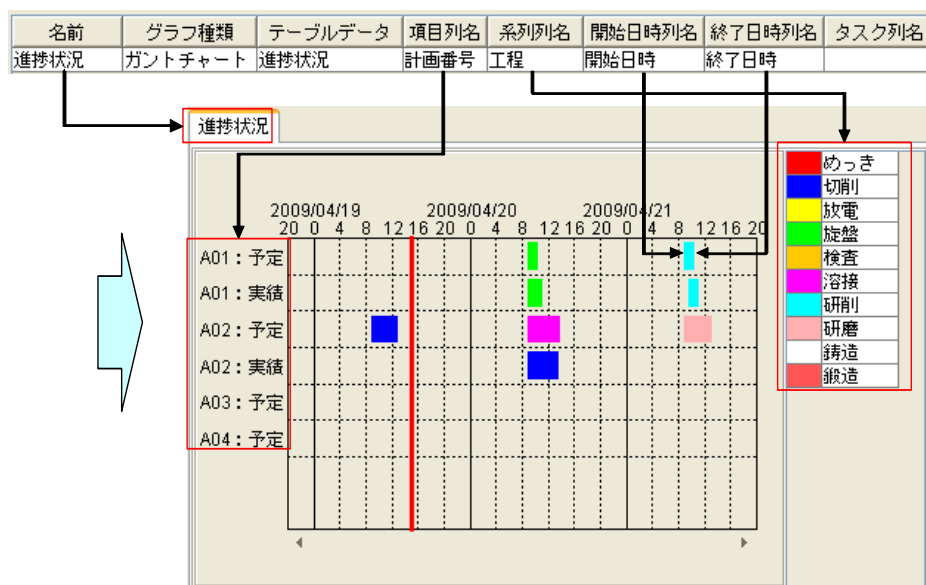 名前 グラフ種類 テーブルデータ 項目列名 系列列名 開始日時列名 終了日時列名 タスク列名
進捗状況 ガントチャート 進捗状況 計画番号 工程 開始日時 終了日時
進捗状況
2009/04/19 2009/04/20 2009/04/21
20 0 4 8 12 16 20 0 4 8 12 16 20 0 4 8 12 16 20
A01：予定
A01：実績
A02：予定
A02：実績
A03：予定
A04：予定
めっき
切削
放電
旋盤
検査
溶接
研削
研磨
鋳造
鍛造